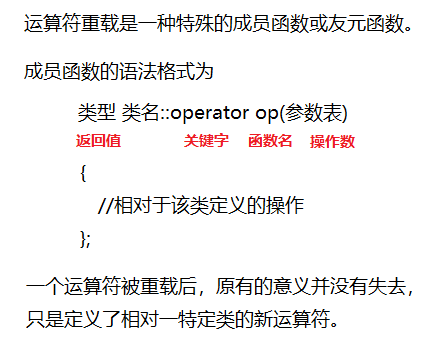 运算符重载是一种特殊的成员函数或友元函数。
成员函数的语法格式为
类型 类名::operator op(参数表)
返回值 关键字 函数名 操作数
{
//相对于该类定义的操作
};
一个运算符被重载后，原有的意义并没有失去，
只是定义了相对一特定类的新运算符。